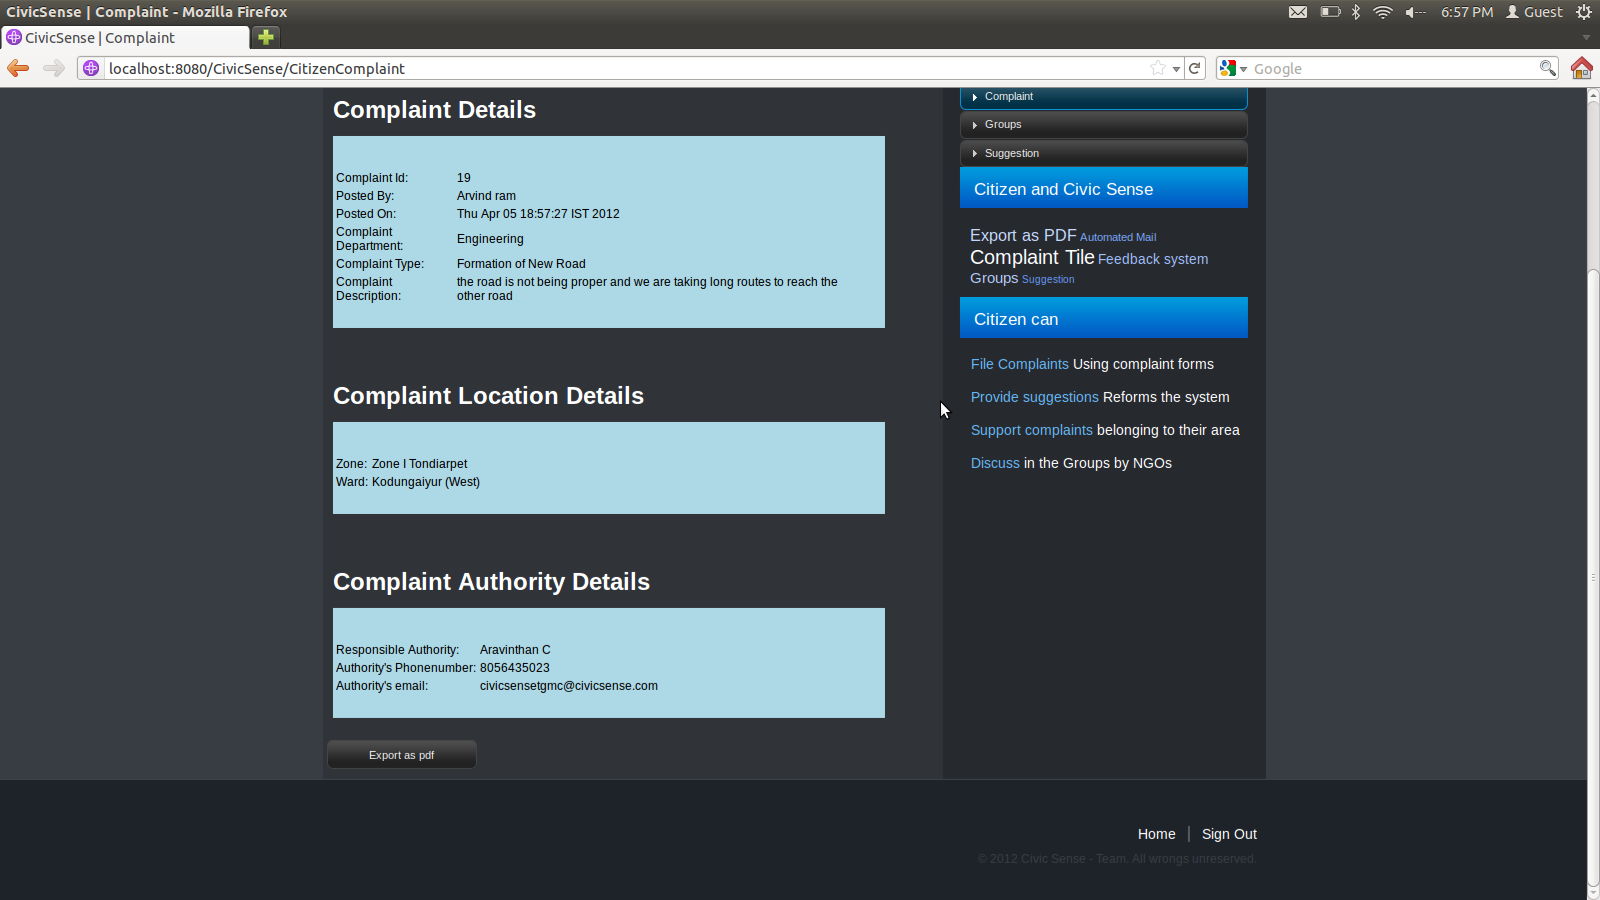 CivicSense | Complaint - Mozilla Firefox
6:57 PM Guest
CivicSense | Complaint
localhost:8080/CivicSense/CitizenComplaint
Google
Complaint Details
Complaint Id: 19
Posted By: Arvind ram
Posted On: Thu Apr 05 18:57:27 IST 2012
Complaint
Department: Engineering
Complaint Type: Formation of New Road
Complaint the road is not being proper and we are taking long routes to reach the
Description: other road
Complaint Location Details
Zone: Zone I Tondiarpet
Ward: Kodungaiyur (West)
Complaint Authority Details
Responsible Authority: Aravinthan C
Authority's Phonenumber: 8056435023
Authority's email: civicsensetgmc@civicsense.com
Export as pdf
Complaint
Groups
Suggestion
Citizen and Civic Sense
Export as PDF Automated Mail
Complaint Tile Feedback system
Groups Suggestion
Citizen can
File Complaints Using complaint forms
Provide suggestions Reforms the system
Support complaints belonging to their area
Discuss in the Groups by NGOs
Home | Sign Out
© 2012 Civic Sense - Team. All wrongs unreserved.